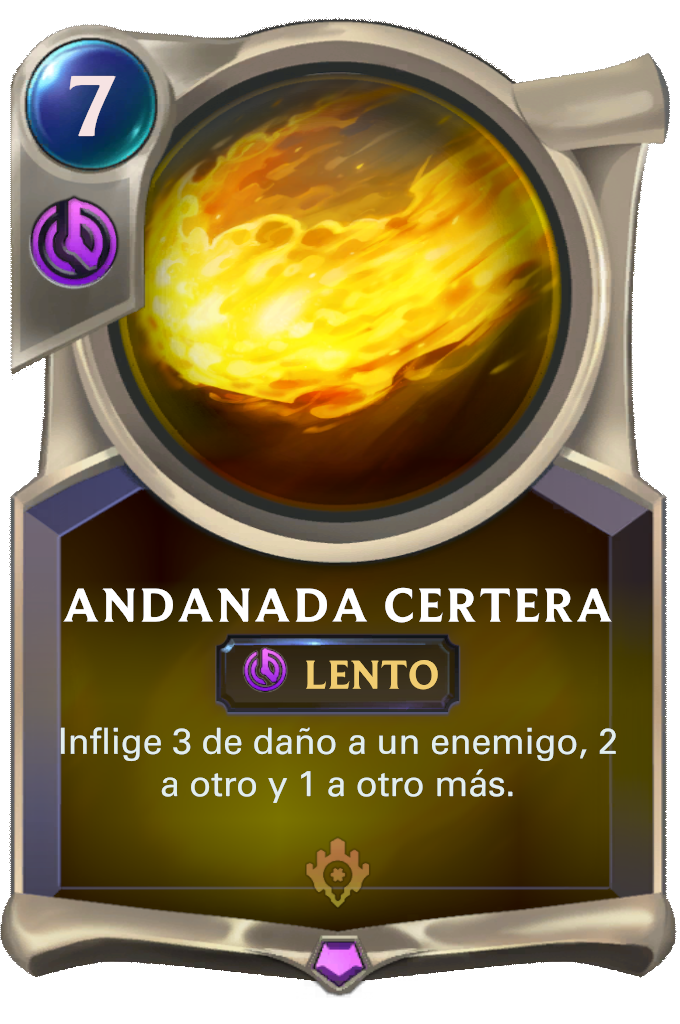 7
ANDANADA CERTERA
LENTO
Inflige 3 de daño a un enemigo, 2
a otro y 1 a otro más.